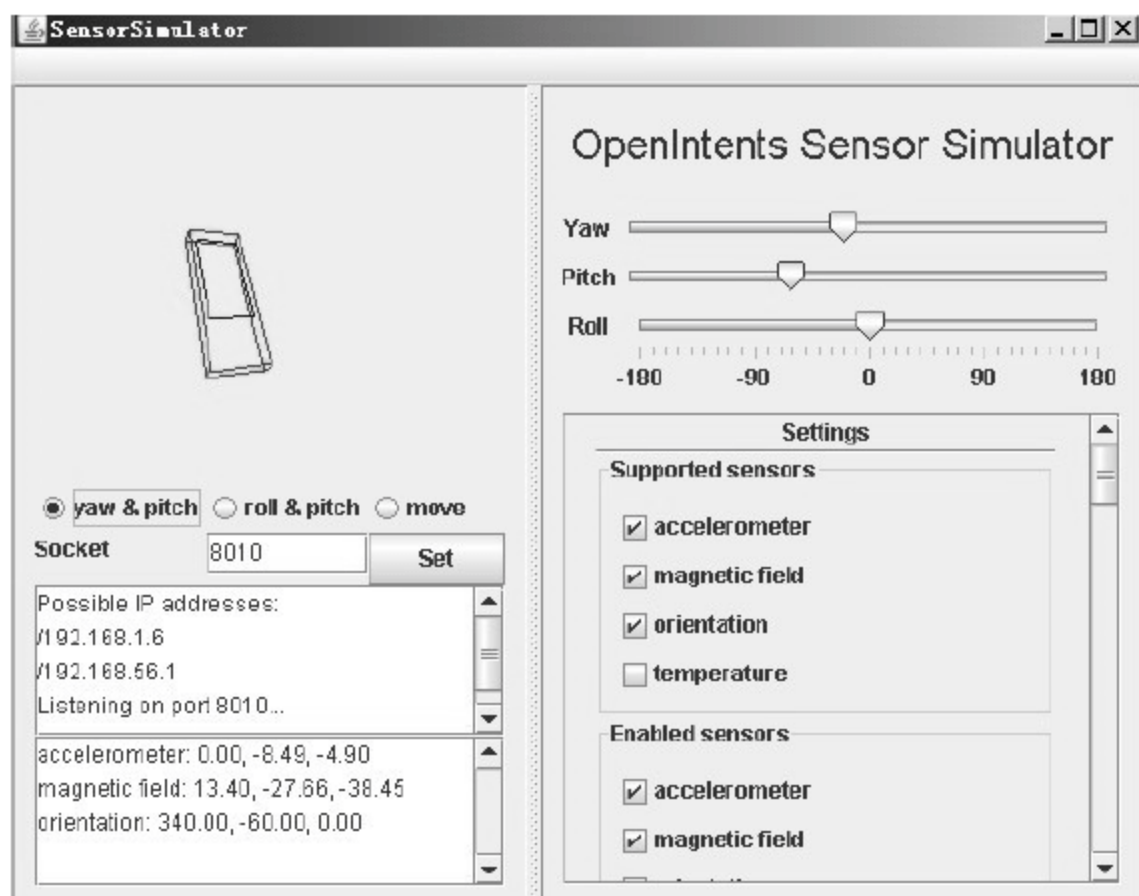 SensorSimulator
yaw & pitch
roll & pitch
move
Socket
8010
Set
Possible IP addresses:
/192.168.1.6
/192.168.56.1
Listening on port 8010...
accelerometer: 0.00, -8.49, -4.90
magnetic field: 13.40, -27.66, -38.45
orientation: 340.00, -60.00, 0.00
OpenIntents Sensor Simulator
Yaw
Pitch
Roll
-180 -90 0 90 180
Settings
Supported sensors
accelerometer
magnetic field
orientation
temperature
Enabled sensors
accelerometer
magnetic field